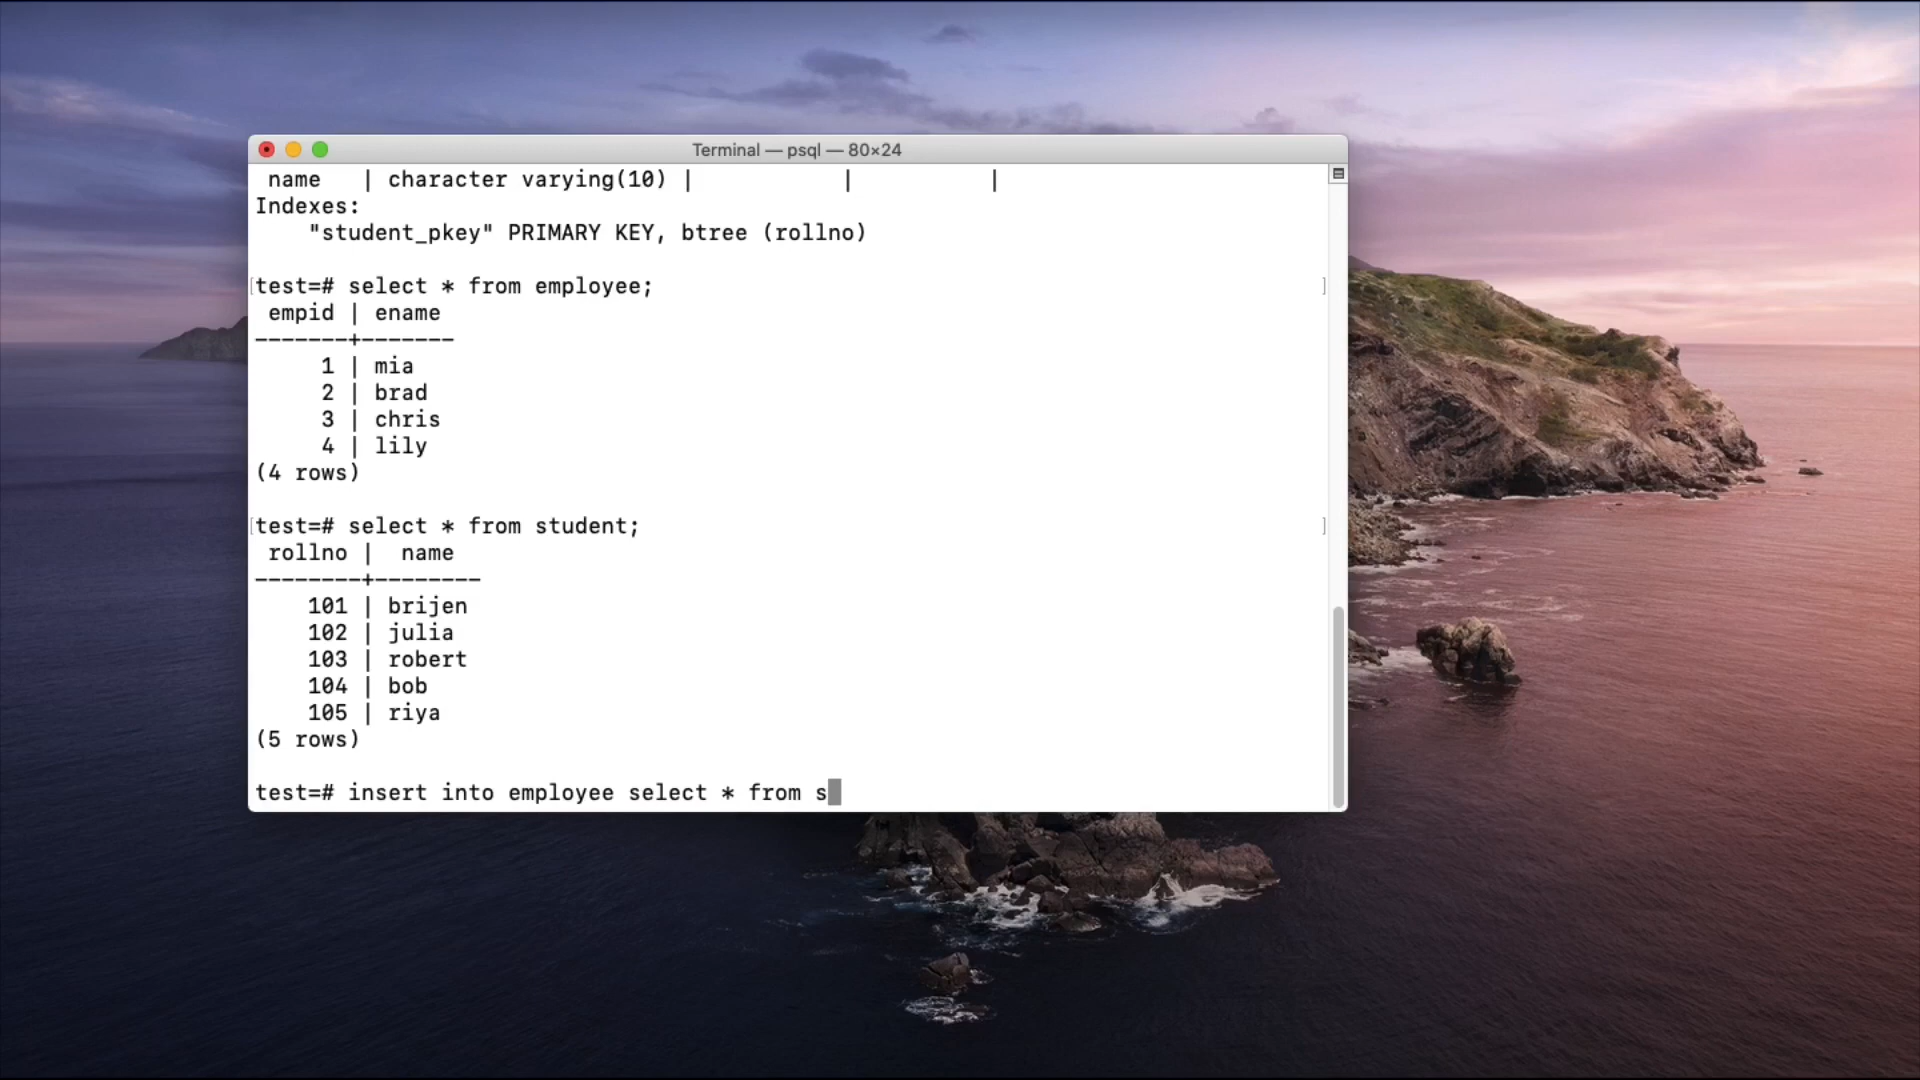 Terminal — psql — 80×24
 name   | character varying(10) |           |          |
Indexes:
    "student_pkey" PRIMARY KEY, btree (rollno)
test=# select * from employee;
 empid | ename
-------+-------
     1 | mia
     2 | brad
     3 | chris
     4 | lily
(4 rows)
test=# select * from student;
 rollno |  name
--------+--------
    101 | brijen
    102 | julia
    103 | robert
    104 | bob
    105 | riya
(5 rows)
test=# insert into employee select * from s